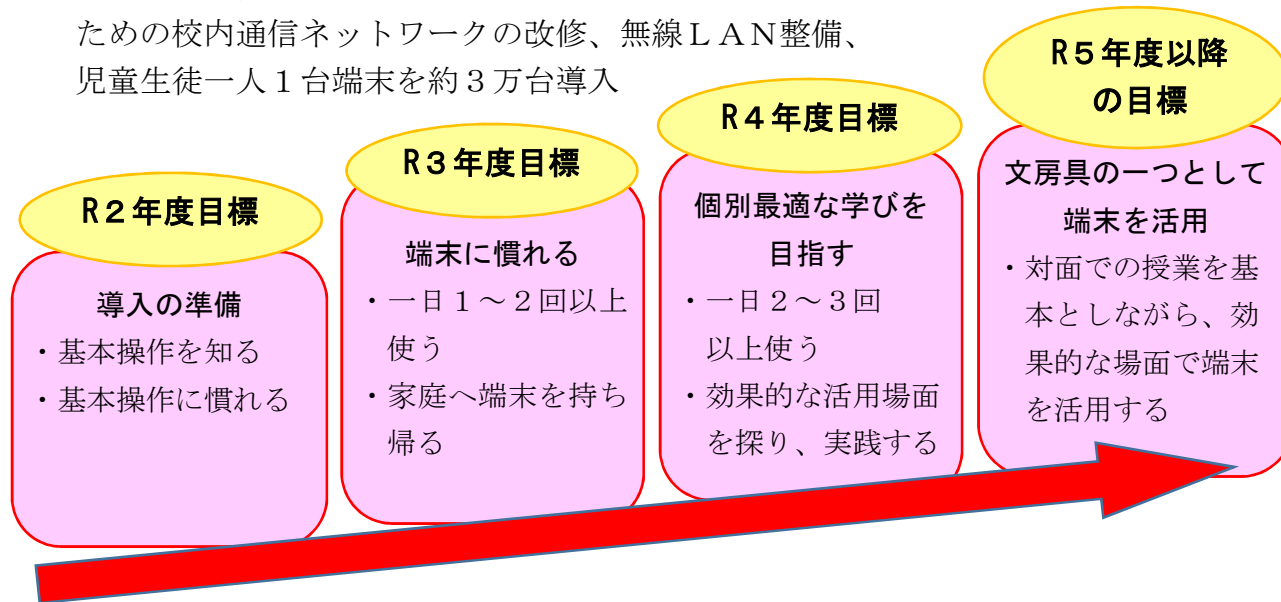 ための校内通信ネットワークの改修、無線ＬＡＮ整備、
児童生徒一人１台端末を約３万台導入
R２年度目標
導入の準備
・基本操作を知る
・基本操作に慣れる
R３年度目標
端末に慣れる
・一日１～２回以上
使う
・家庭へ端末を持ち
帰る
R４年度目標
個別最適な学びを
目指す
・一日２～３回
以上使う
・効果的な活用場面
を探り、実践する
R５年度以降
の目標
文房具の一つとして
端末を活用
・対面での授業を基
本としながら、効
果的な場面で端末
を活用する